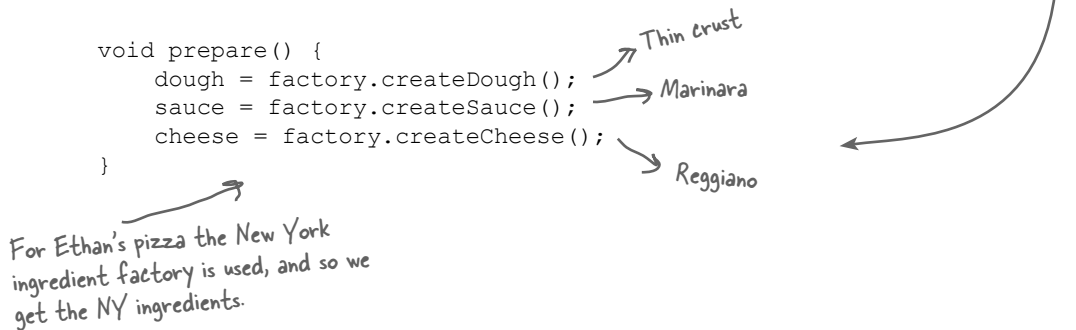 void prepare() {
dough = factory.createDough();
sauce = factory.createSauce();
cheese = factory.createCheese();
}
Thin crust
Marinara
Reggiano
For Ethan's pizza the New York
ingredient factory is used, and so we
get the NY ingredients.